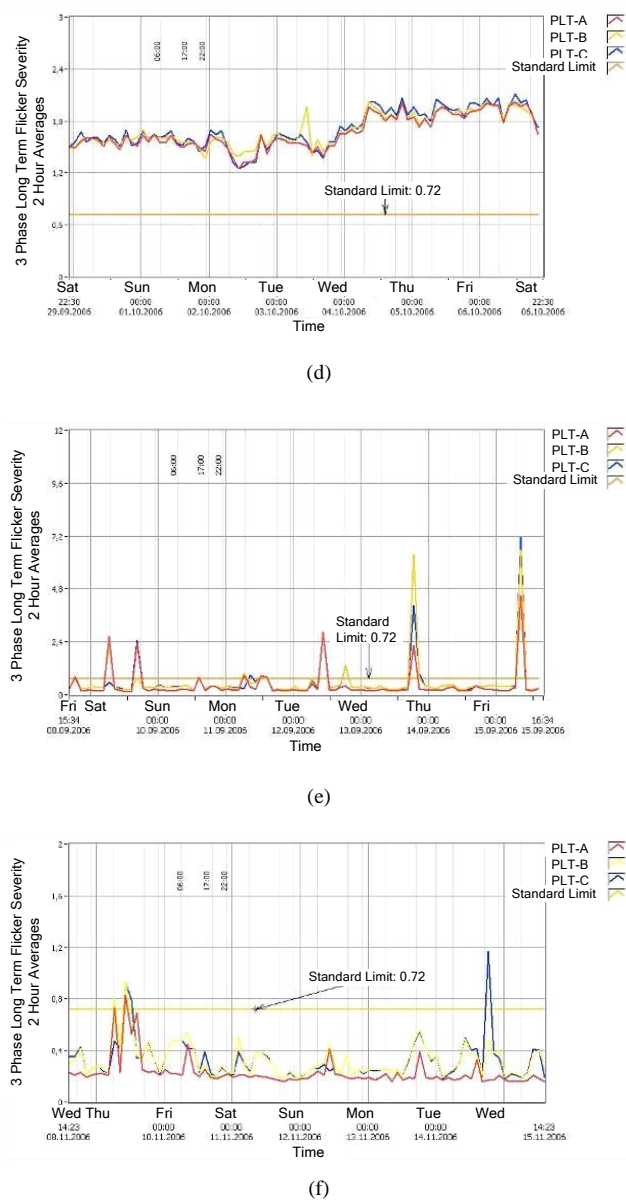 3 Phase Long Term Flicker Severity
2 Hour Averages
3
2,4
1,8
1,2
0,6
0
06:00
17:00
22:00
PLT-A
PLT-B
PLT-C
Standard Limit
Standard Limit: 0.72
Sat Sun Mon Tue Wed Thu Fri Sat
22:30 00:00 00:00 00:00 00:00 00:00 00:00 22:30
29.09.2006 01.10.2006 02.10.2006 03.10.2006 04.10.2006 05.10.2006 06.10.2006 06.10.2006
Time
(d)
3 Phase Long Term Flicker Severity
2 Hour Averages
12
9,6
7,2
4,8
2,4
0
06:00
17:00
22:00
PLT-A
PLT-B
PLT-C
Standard Limit
Standard
Limit: 0.72
Fri Sat Sun Mon Tue Wed Thu Fri
00:00 00:00 00:00 00:00 00:00 00:00 16:34
08.09.2006 10.09.2006 11.09.2006 12.09.2006 13.09.2006 14.09.2006 15.09.2006 15.09.2006
Time
(e)
3 Phase Long Term Flicker Severity
2 Hour Averages
2
1,6
1,2
0,8
0,4
0
06:00
17:00
22:00
PLT-A
PLT-B
PLT-C
Standard Limit
Standard Limit: 0.72
Wed Thu Fri Sat Sun Mon Tue Wed
14:23 00:00 00:00 00:00 00:00 00:00 14:23
08.11.2006 10.11.2006 11.11.2006 12.11.2006 13.11.2006 14.11.2006 15.11.2006
Time
(f)